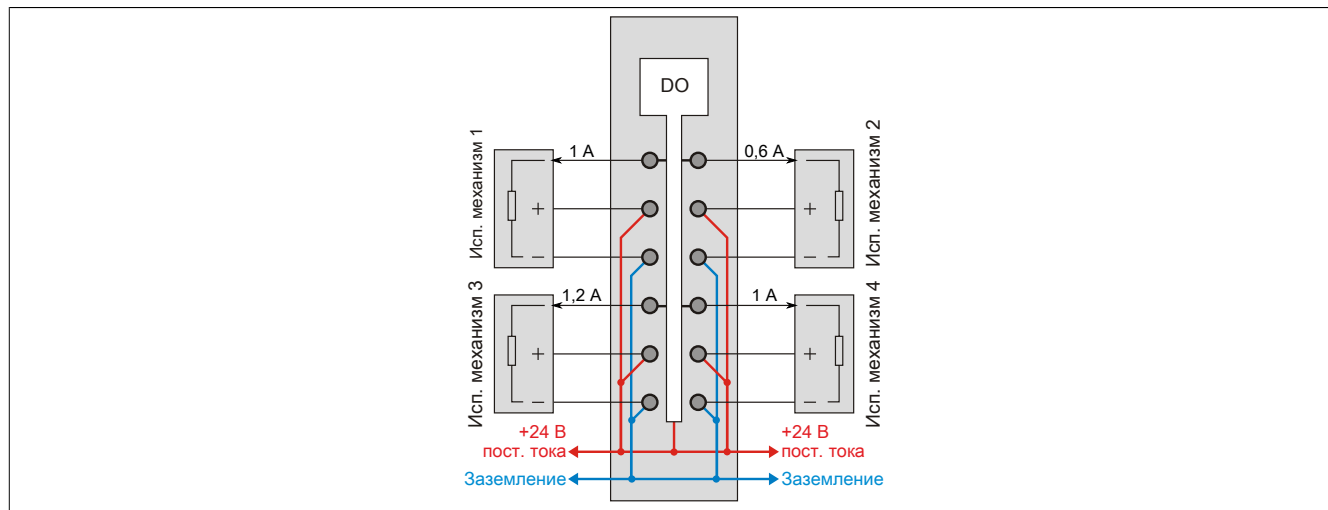 DO
Исп. механизм 1
1 A
0,6 A
Исп. механизм 2
+
–
+
–
Исп. механизм 3
1,2 A
1 A
Исп. механизм 4
+
–
+
–
+24 В
пост. тока
+24 В
пост. тока
Заземление
Заземление